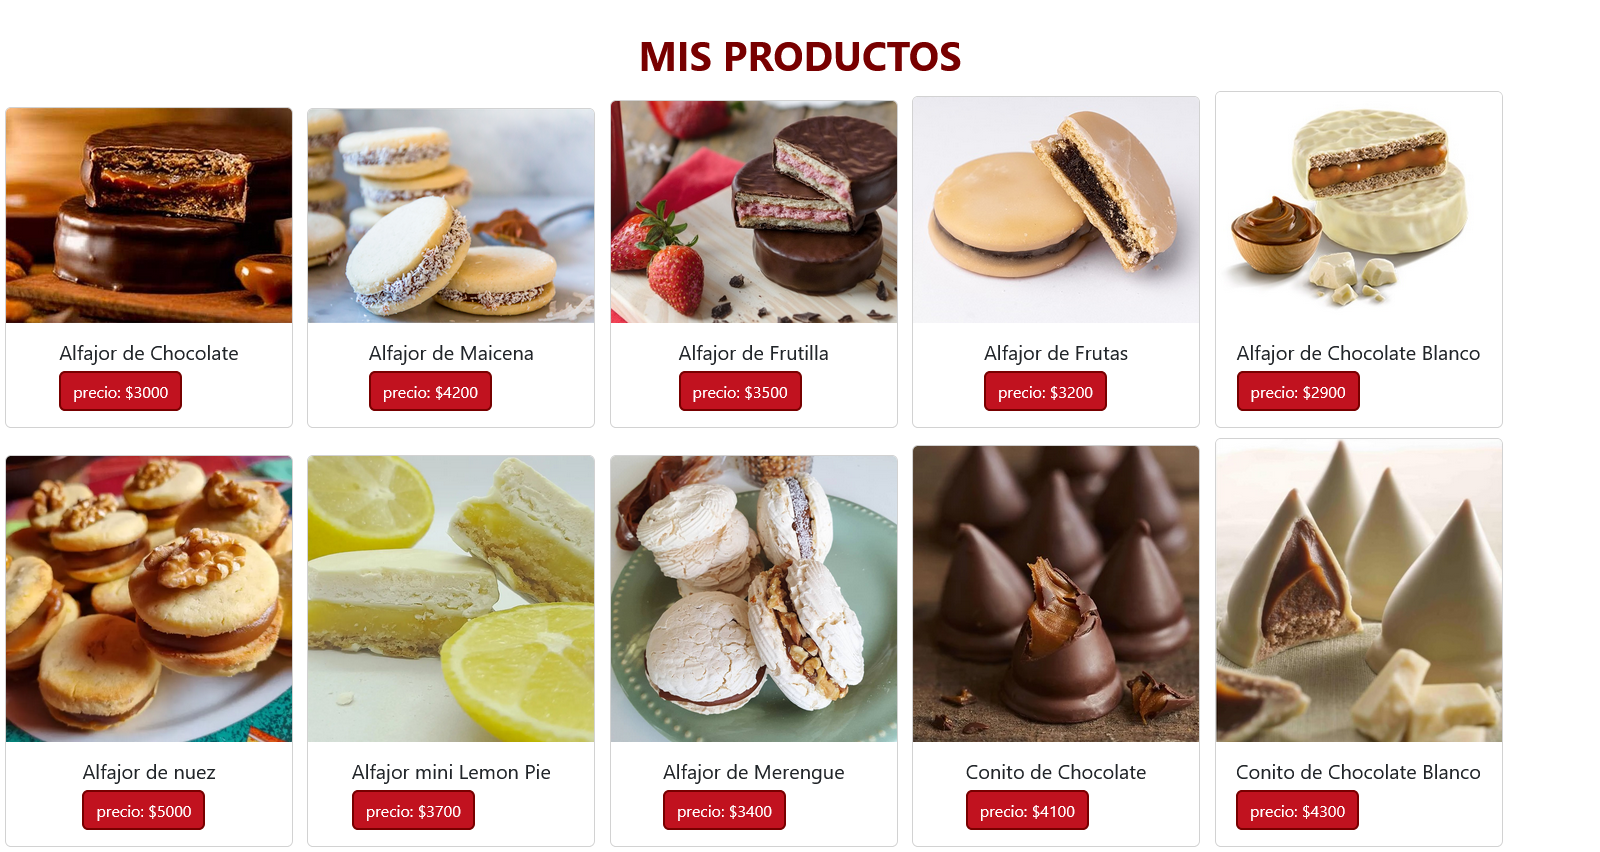 MIS PRODUCTOS
Alfajor de Chocolate
precio: $3000
Alfajor de Maicena
precio: $4200
Alfajor de Frutilla
precio: $3500
Alfajor de Frutas
precio: $3200
Alfajor de Chocolate Blanco
precio: $2900
Alfajor de nuez
precio: $5000
Alfajor mini Lemon Pie
precio: $3700
Alfajor de Merengue
precio: $3400
Conito de Chocolate
precio: $4100
Conito de Chocolate Blanco
precio: $4300